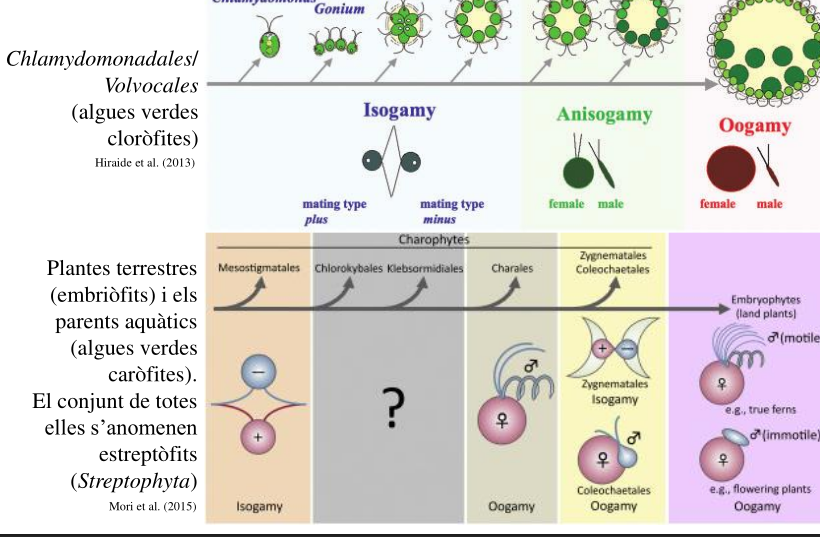 Chlamydomonas
Gonium
Chlamydomonadales/
Volvocales
(algues verdes
cloròfites)
Hiraide et al. (2013)
Isogamy
Anisogamy
Oogamy
mating type
plus
mating type
minus
female male
female male
Plantes terrestres
(embriòfits) i els
parents aquàtics
(algues verdes
caròfites).
El conjunt de totes
elles s’anomenen
estreptòfits
(Streptophyta)
Mori et al. (2015)
Charophytes
Mesostigmatales
Chlorokybales Klebsormidiales
Charales
Zygnematales
Coleochaetales
Embryophytes
(land plants)
−
+
?
♂
♀
+ −
Zygnematales
Isogamy
♂
♀
Coleochaetales
Oogamy
♂(motile
♀
e.g., true ferns
♂(immotile)
♀
e.g., flowering plants
Isogamy
Oogamy
Oogamy